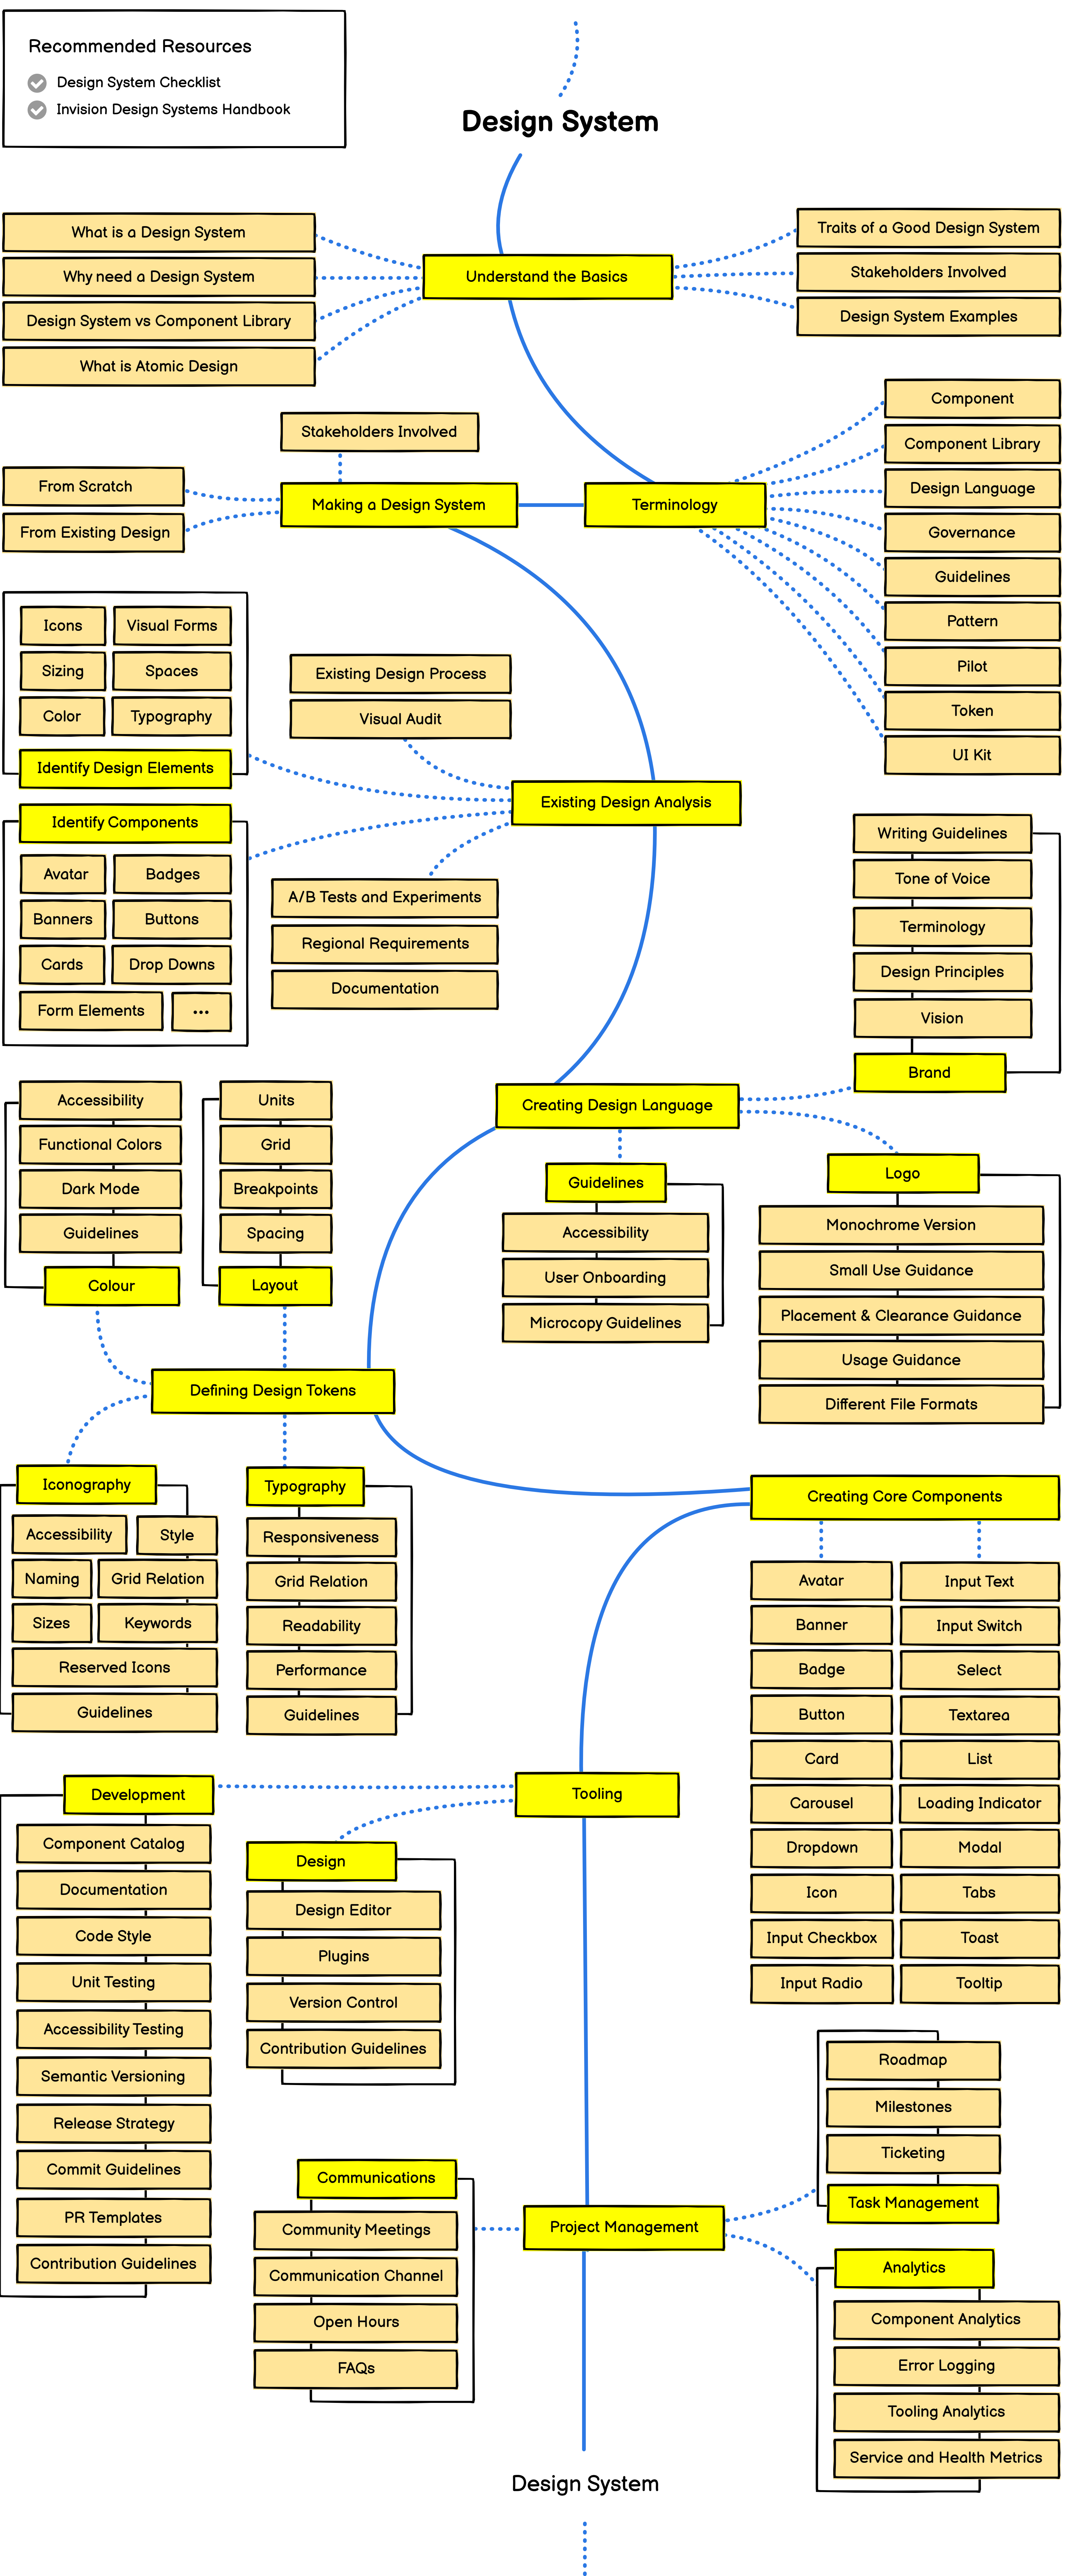 Recommended Resources
Design System Checklist
Invision Design Systems Handbook
Design System
What is a Design System
Why need a Design System
Design System vs Component Library
What is Atomic Design
Understand the Basics
Traits of a Good Design System
Stakeholders Involved
Design System Examples
Stakeholders Involved
From Scratch
From Existing Design
Making a Design System
Terminology
Component
Component Library
Design Language
Governance
Guidelines
Pattern
Pilot
Token
UI Kit
Icons
Visual Forms
Sizing
Spaces
Color
Typography
Identify Design Elements
Existing Design Process
Visual Audit
Existing Design Analysis
Identify Components
Avatar
Badges
Banners
Buttons
Cards
Drop Downs
Form Elements
...
A/B Tests and Experiments
Regional Requirements
Documentation
Writing Guidelines
Tone of Voice
Terminology
Design Principles
Vision
Brand
Creating Design Language
Accessibility
Functional Colors
Dark Mode
Guidelines
Colour
Units
Grid
Breakpoints
Spacing
Layout
Guidelines
Accessibility
User Onboarding
Microcopy Guidelines
Logo
Monochrome Version
Small Use Guidance
Placement & Clearance Guidance
Usage Guidance
Different File Formats
Defining Design Tokens
Iconography
Accessibility
Style
Naming
Grid Relation
Sizes
Keywords
Reserved Icons
Guidelines
Typography
Responsiveness
Grid Relation
Readability
Performance
Guidelines
Creating Core Components
Avatar
Input Text
Banner
Input Switch
Badge
Select
Button
Textarea
Card
List
Carousel
Loading Indicator
Dropdown
Modal
Icon
Tabs
Input Checkbox
Toast
Input Radio
Tooltip
Tooling
Development
Component Catalog
Documentation
Code Style
Unit Testing
Accessibility Testing
Semantic Versioning
Release Strategy
Commit Guidelines
PR Templates
Contribution Guidelines
Design
Design Editor
Plugins
Version Control
Contribution Guidelines
Roadmap
Milestones
Ticketing
Task Management
Communications
Community Meetings
Communication Channel
Open Hours
FAQs
Project Management
Analytics
Component Analytics
Error Logging
Tooling Analytics
Service and Health Metrics
Design System